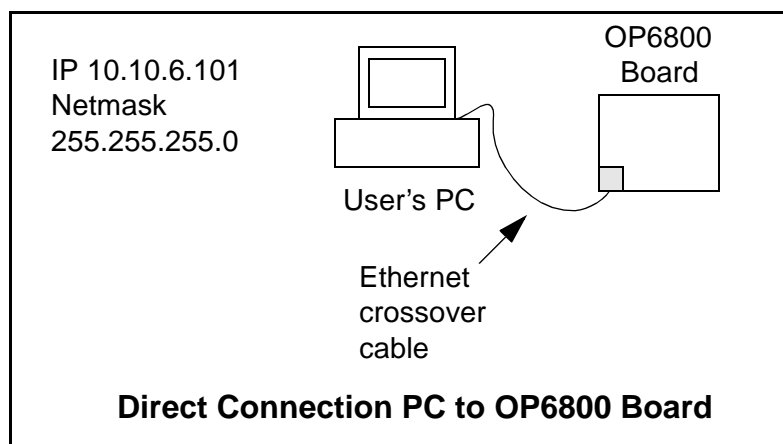 IP 10.10.6.101
Netmask
255.255.255.0
OP6800
Board
User's PC
Ethernet
crossover
cable
Direct Connection PC to OP6800 Board